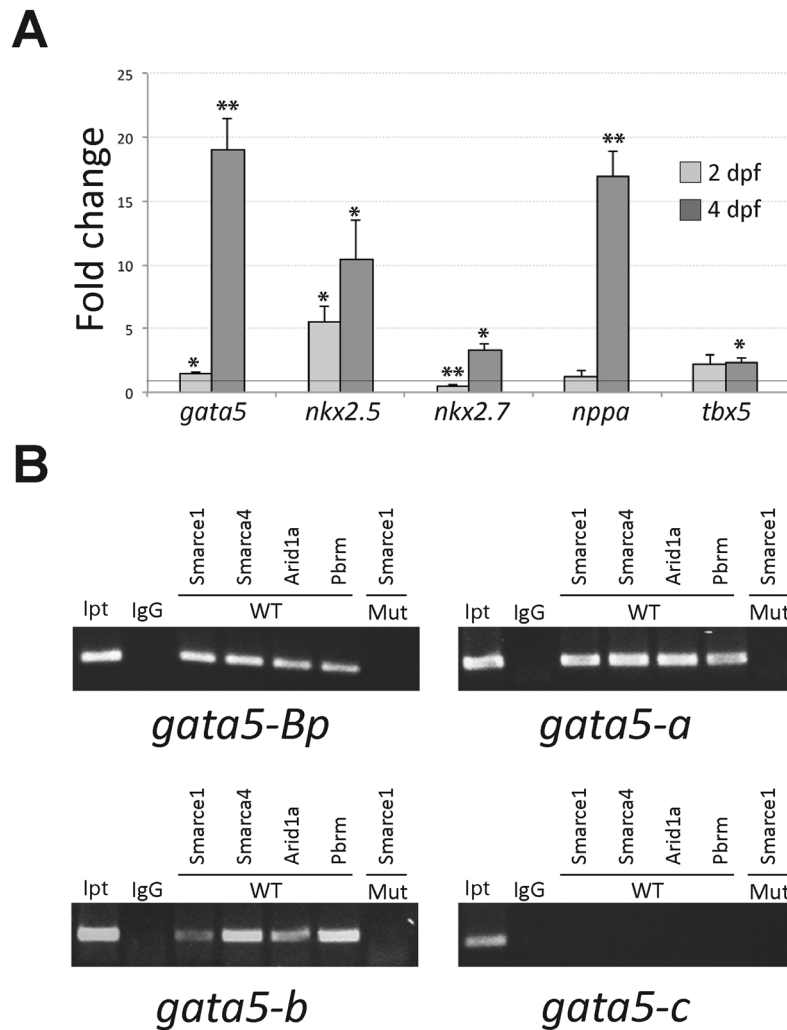 A
Fold change
25
20
15
10
5
0
**
*
*
*
**
*
**
*
2 dpf
4 dpf
gata5 nkx2.5 nkx2.7 nppa tbx5
B
Smarce1 Smarca4 Arid1a Pbrm Smarce1
Ipt IgG WT Mut
gata5-Bp
Smarce1 Smarca4 Arid1a Pbrm Smarce1
Ipt IgG WT Mut
gata5-a
Smarce1 Smarca4 Arid1a Pbrm Smarce1
Ipt IgG WT Mut
gata5-b
Smarce1 Smarca4 Arid1a Pbrm Smarce1
Ipt IgG WT Mut
gata5-c